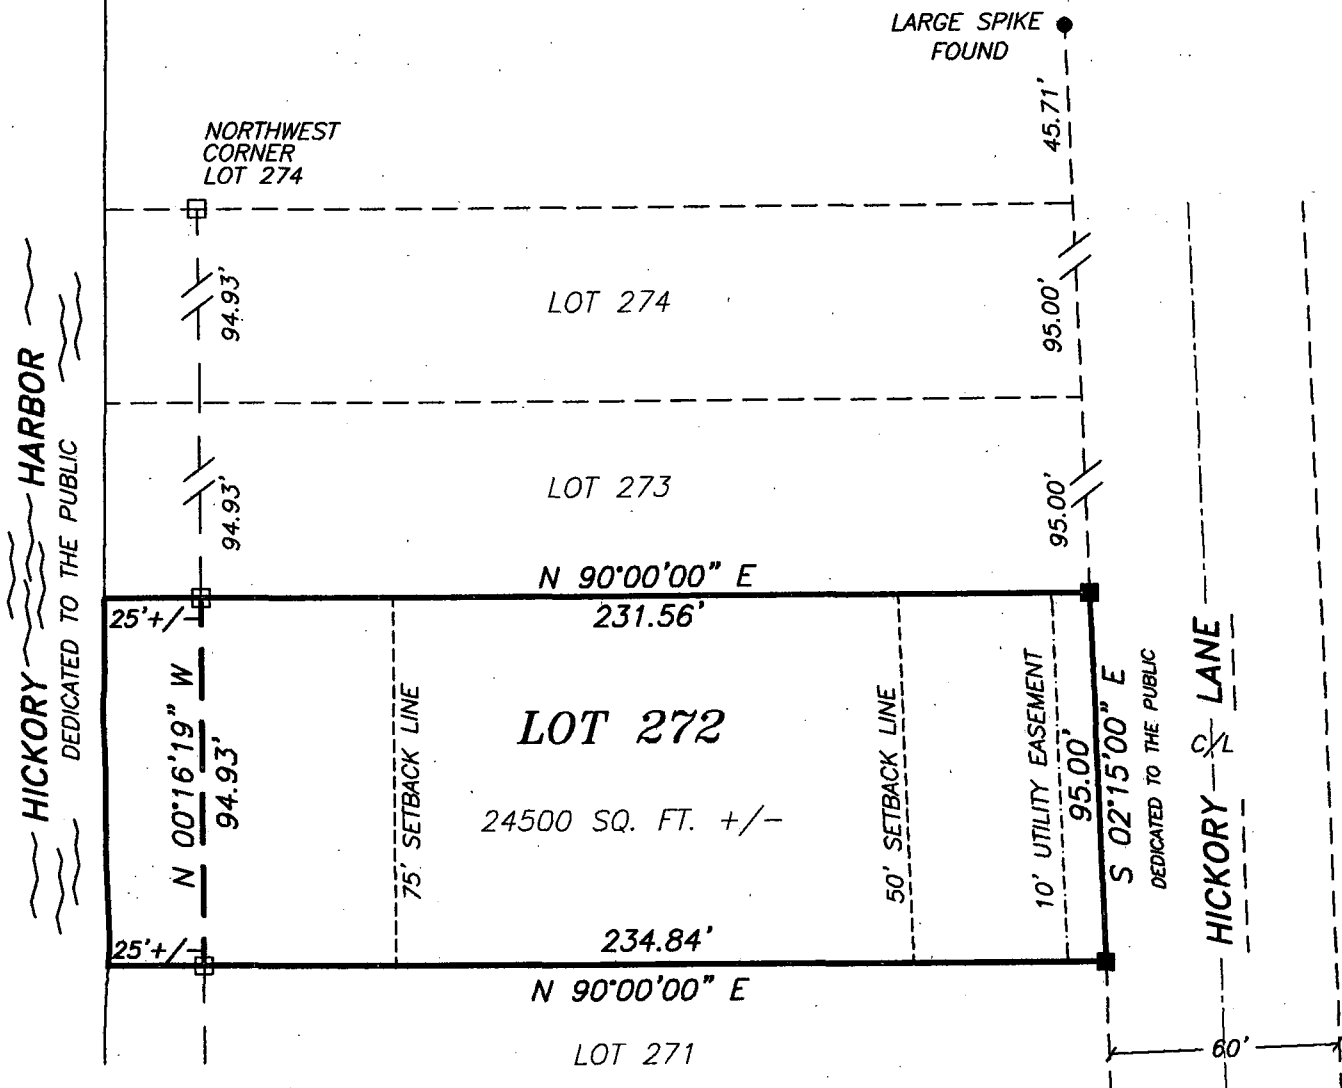 LARGE SPIKE
FOUND
45.71'
NORTHWEST
CORNER
LOT 274
94.93'
LOT 274
95.00'
94.93'
LOT 273
95.00'
HICKORY HARBOR
DEDICATED TO THE PUBLIC
N 90°00'00" E
25'+/-
231.56'
N 00°16'19" W
94.93'
75' SETBACK LINE
LOT 272
24500 SQ. FT. +/-
50' SETBACK LINE
10' UTILITY EASEMENT
95.00'
S 02°15'00" E
DEDICATED TO THE PUBLIC
HICKORY LANE
C/L
25'+/-
234.84'
N 90°00'00" E
LOT 271
60'